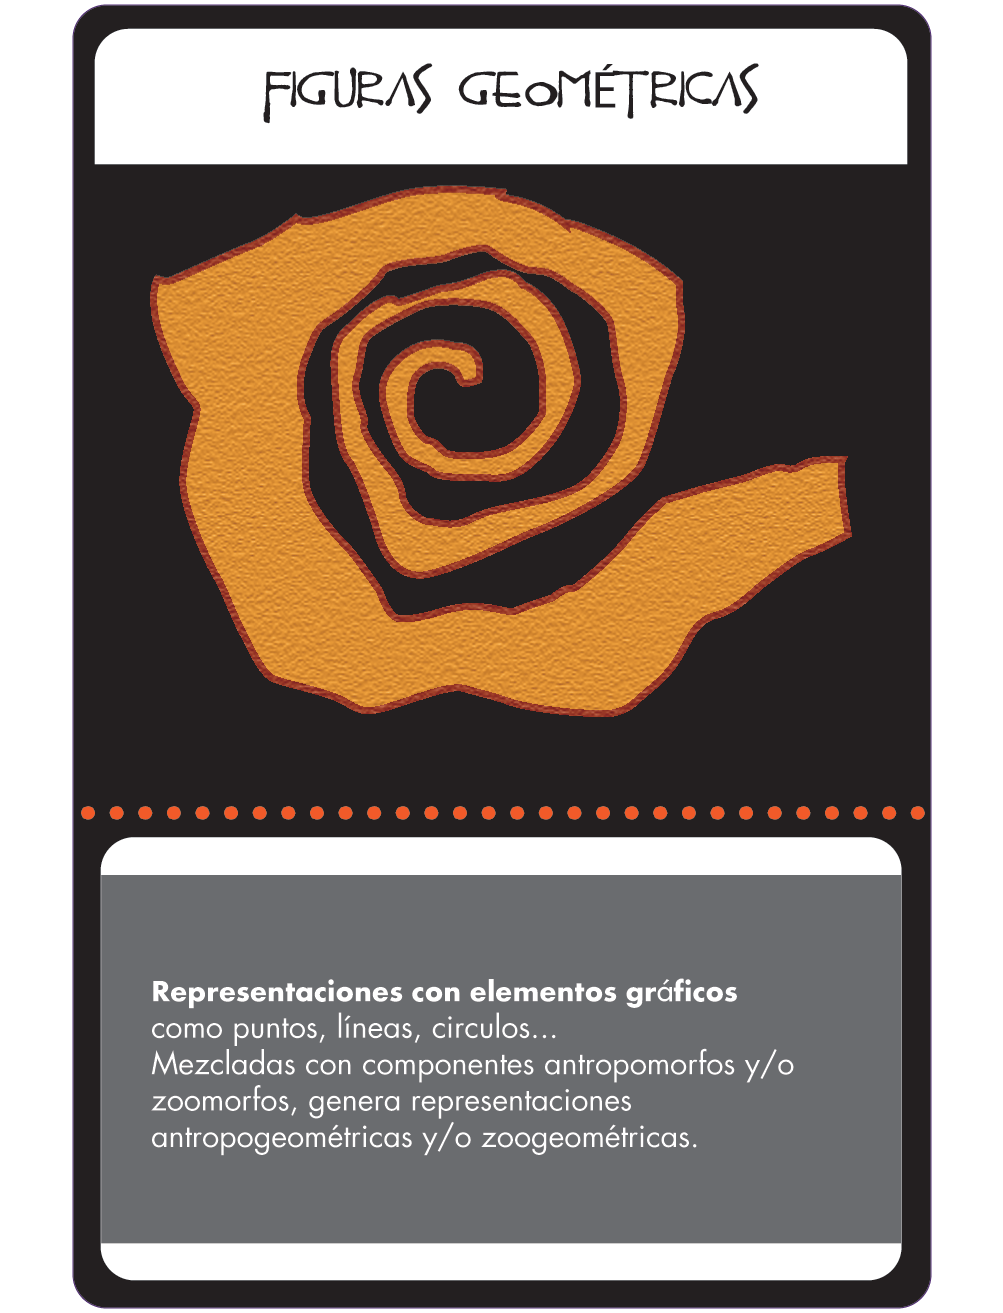 FIGURAS GEOMÉTRICAS
Representaciones con elementos gráficos
como puntos, líneas, circulos...
Mezcladas con componentes antropomorfos y/o
zoomorfos, genera representaciones
antropogeométricas y/o zoogeométricas.